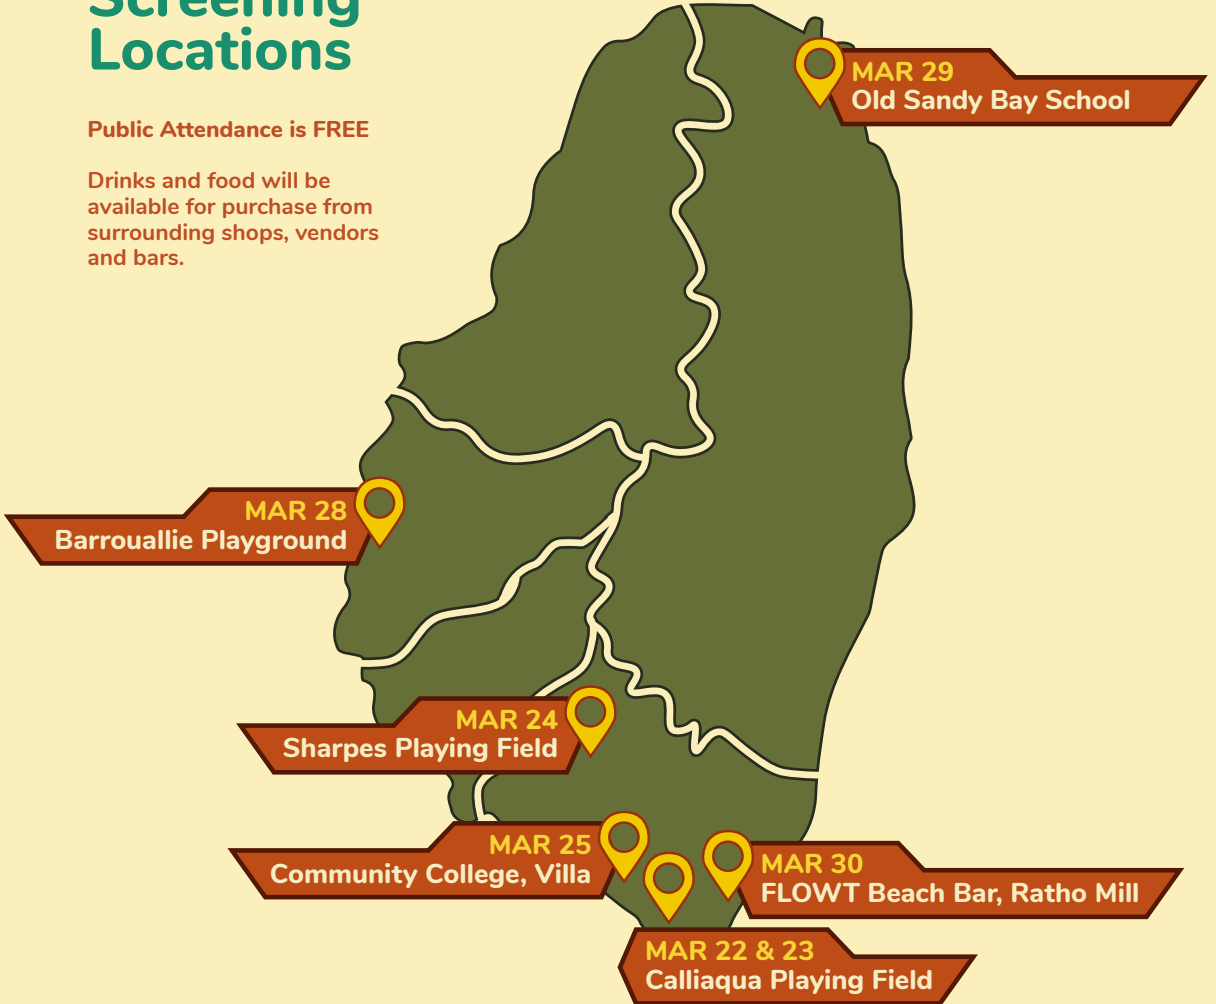 Screening
Locations
Public Attendance is FREE
Drinks and food will be
available for purchase from
surrounding shops, vendors
and bars.
MAR 29
Old Sandy Bay School
MAR 28
Barrouallie Playground
MAR 24
Sharpes Playing Field
MAR 25
Community College, Villa
MAR 30
FLOWT Beach Bar, Ratho Mill
MAR 22 & 23
Calliaqua Playing Field